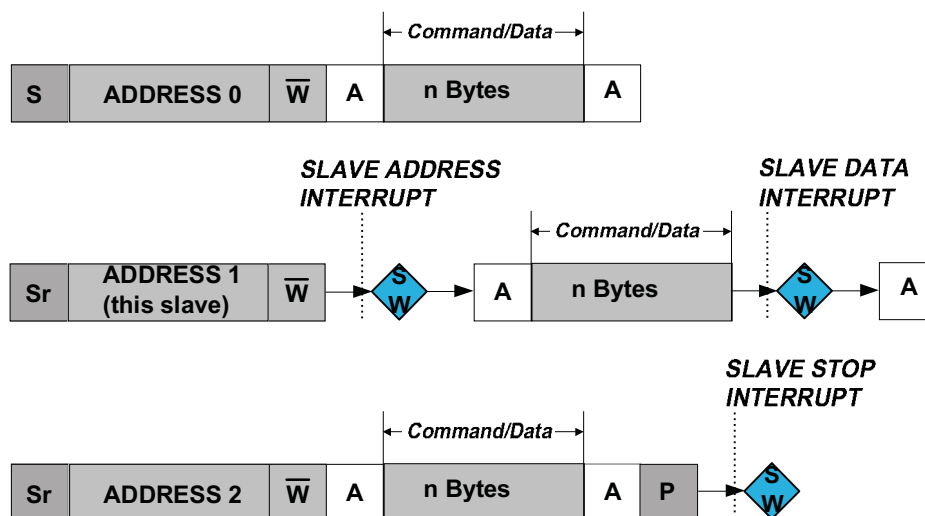 Command/Data
S ADDRESS 0 W̅ A n Bytes A
SLAVE ADDRESS
INTERRUPT
SLAVE DATA
INTERRUPT
Command/Data
Sr ADDRESS 1
(this slave)
W̅
S
W
A n Bytes
S
W
A
SLAVE STOP
INTERRUPT
Command/Data
Sr ADDRESS 2 W̅ A n Bytes A P
S
W